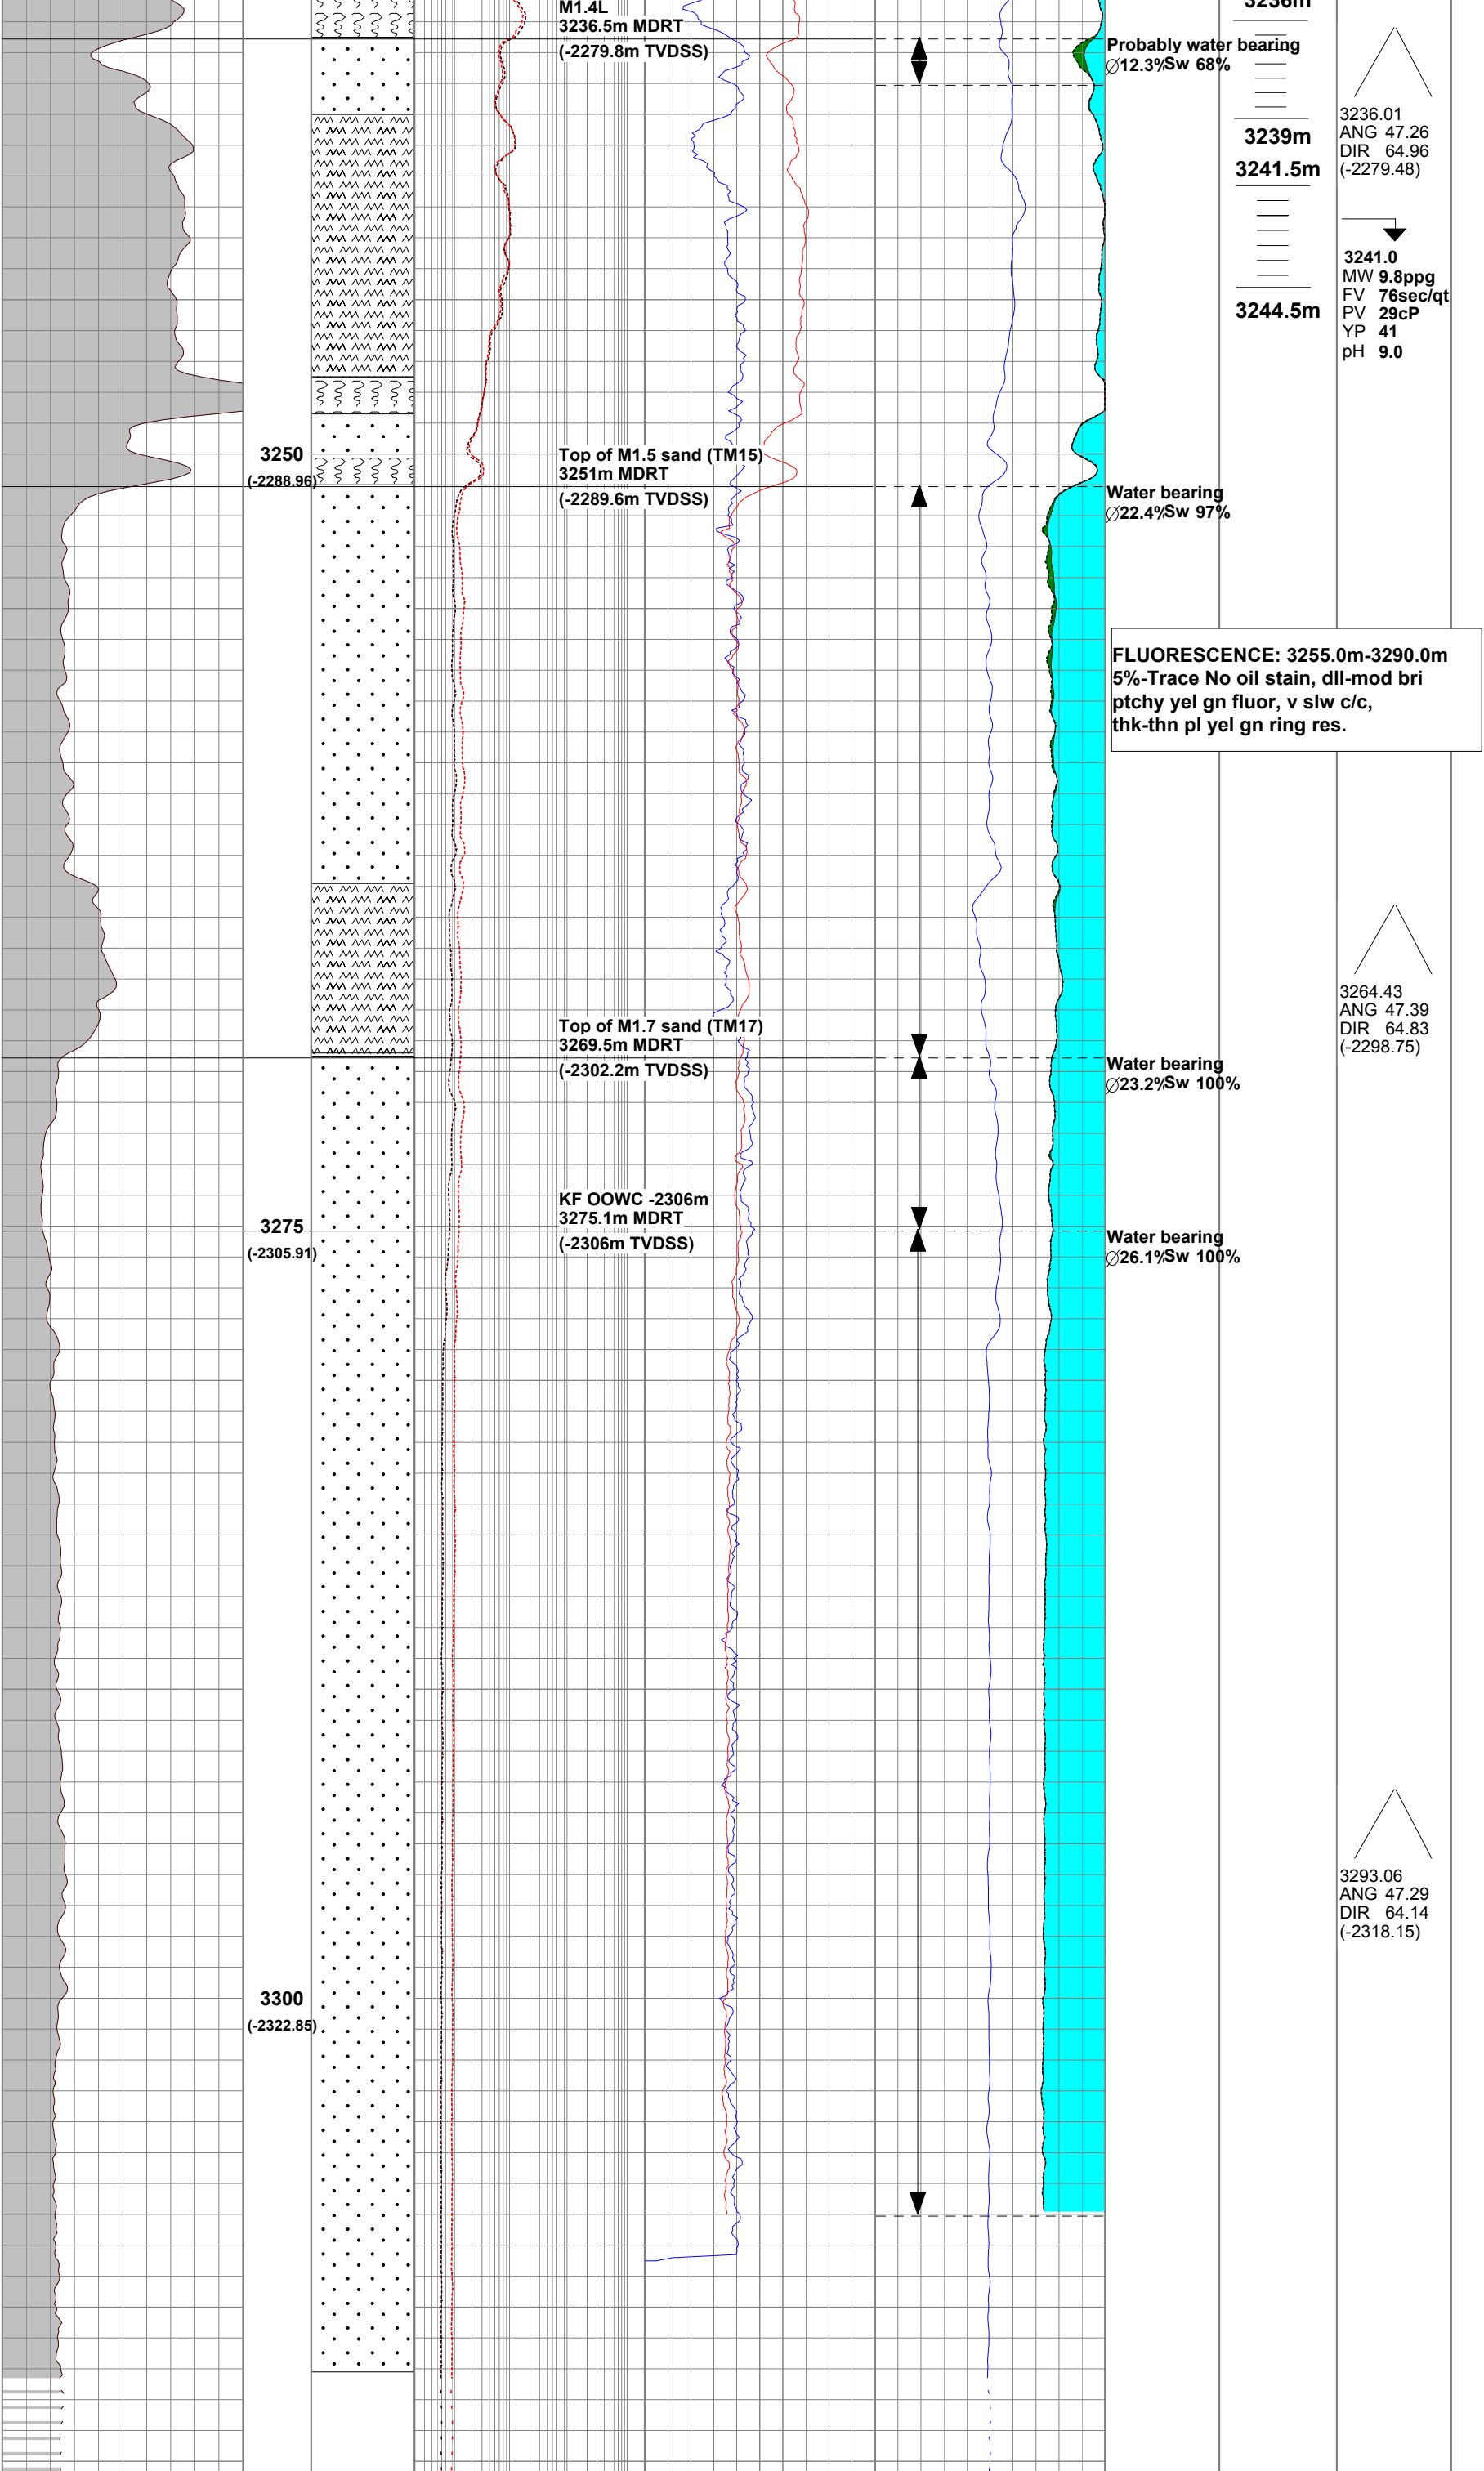 M1.4L
3236.5m MDRT
(-2279.8m TVDSS)
3236m
Probably water bearing
∅12.3% Sw 68%
3239m
3241.5m
3244.5m
3236.01
ANG 47.26
DIR 64.96
(-2279.48)
3241.0
MW 9.8ppg
FV 76sec/qt
PV 29cP
YP 41
pH 9.0
3250
(-2288.96)
Top of M1.5 sand (TM15)
3251m MDRT
(-2289.6m TVDSS)
Water bearing
∅22.4% Sw 97%
FLUORESCENCE: 3255.0m-3290.0m
5%-Trace No oil stain, dll-mod bri
ptchy yel gn fluor, v slw c/c,
thk-thn pl yel gn ring res.
3264.43
ANG 47.39
DIR 64.83
(-2298.75)
Top of M1.7 sand (TM17)
3269.5m MDRT
(-2302.2m TVDSS)
Water bearing
∅23.2% Sw 100%
3275
(-2305.91)
KF OOWC -2306m
3275.1m MDRT
(-2306m TVDSS)
Water bearing
∅26.1% Sw 100%
3293.06
ANG 47.29
DIR 64.14
(-2318.15)
3300
(-2322.85)